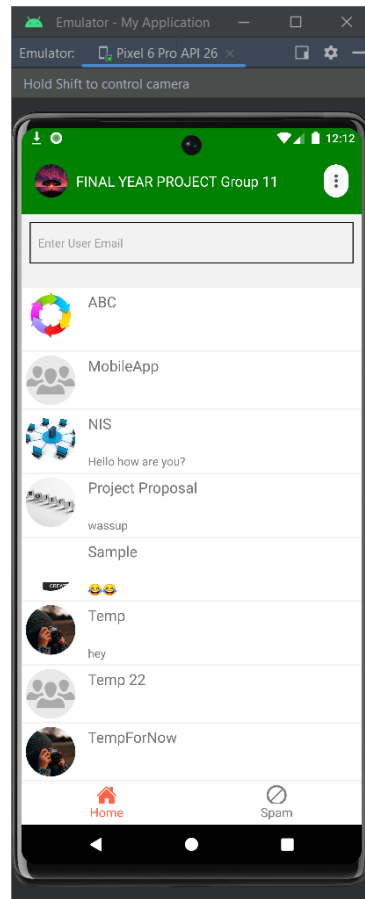 Emulator - My Application
Emulator: Pixel 6 Pro API 26
Hold Shift to control camera
12:12
FINAL YEAR PROJECT Group 11
Enter User Email
ABC
MobileApp
NIS
Hello how are you?
Project Proposal
wassup
Sample
😂😂
Temp
hey
Temp 22
TempForNow
Home
Spam